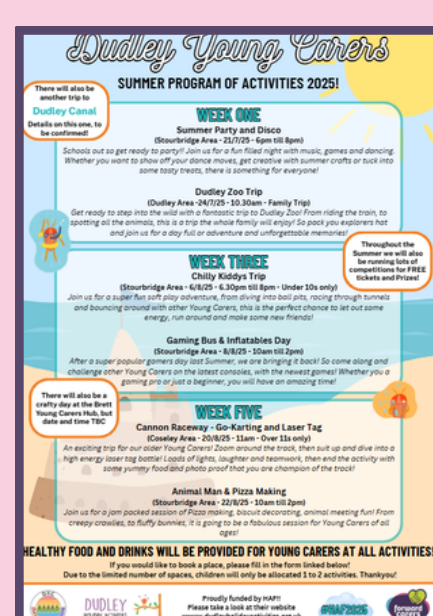 Dudley Young Carers
SUMMER PROGRAM OF ACTIVITIES 2025!
There will also be
another trip to
Dudley Canal
Details on this one, to
be confirmed!
WEEK ONE
Summer Party and Disco
(Stourbridge Area - 21/7/25 - 6pm till 8pm)
Schools out so get ready to party!! Join us for a fun filled night with music, games and dancing.
Whether you want to show off your dance moves, get creative with summer crafts or tuck into
some tasty treats, there is something for everyone!
Dudley Zoo Trip
(Dudley Area -24/7/25 - 10.30am - Family Trip)
Get ready to step into the wild with a fantastic trip to Dudley Zoo! From riding the train, to
spotting all the animals, this is a trip the whole family will enjoy! So pack you explorers hat
and join us for a day full or adventure and unforgettable memories!
Throughout the
Summer we will also
be running lots of
competitions for FREE
tickets and Prizes!
WEEK THREE
Chilly Kiddys Trip
(Stourbridge Area - 6/8/25 - 6.30pm till 8pm - Under 10s only)
Join us for a super fun soft play adventure, from diving into ball pits, racing through tunnels
and bouncing around with other Young Carers, this is the perfect chance to let out some
energy, run around and make some new friends!
Gaming Bus & Inflatables Day
(Stourbridge Area - 8/8/25 - 10am till 2pm)
After a super popular gamers day last Summer, we are bringing it back! So come along and
challenge other Young Carers on the latest consoles, with the newest games! Whether you a
gaming pro or just a beginner, you will have an amazing time!
There will also be a
crafty day at the Brett
Young Carers Hub, but
date and time TBC
WEEK FIVE
Cannon Raceway - Go-Karting and Laser Tag
(Coseley Area - 20/8/25 - 11am - Over 11s only)
An exciting trip for our older Young Carers! Zoom around the track, then suit up and dive into a
high energy laser tag battle! Loads of lights, laughter and teamwork, then end the activity with
some yummy food and photo proof that you are champion of the track!
Animal Man & Pizza Making
(Stourbridge Area - 22/8/25 - 10am till 2pm)
Join us for a jam packed session of Pizza making, biscuit decorating, animal meeting fun! From
creepy crawlies, to fluffy bunnies, it is going to be a fabulous session for Young Carers of all
ages!
HEALTHY FOOD AND DRINKS WILL BE PROVIDED FOR YOUNG CARERS AT ALL ACTIVITIES!
If you would like to book a place, please fill in the form linked below!
Due to the limited number of spaces, children will only be allocated 1 to 2 activities. Thankyou!
DUDLEY
Proudly funded by HAF!!
Please take a look at their website
#HAF2025
forward
carers